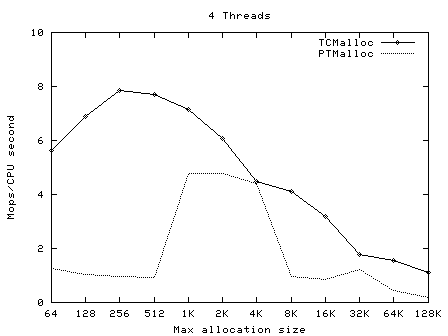 4 Threads
TCMalloc
PTMalloc
10
8
6
4
2
0
Mops/CPU second
64 128 256 512 1K 2K 4K 8K 16K 32K 64K 128K
Max allocation size